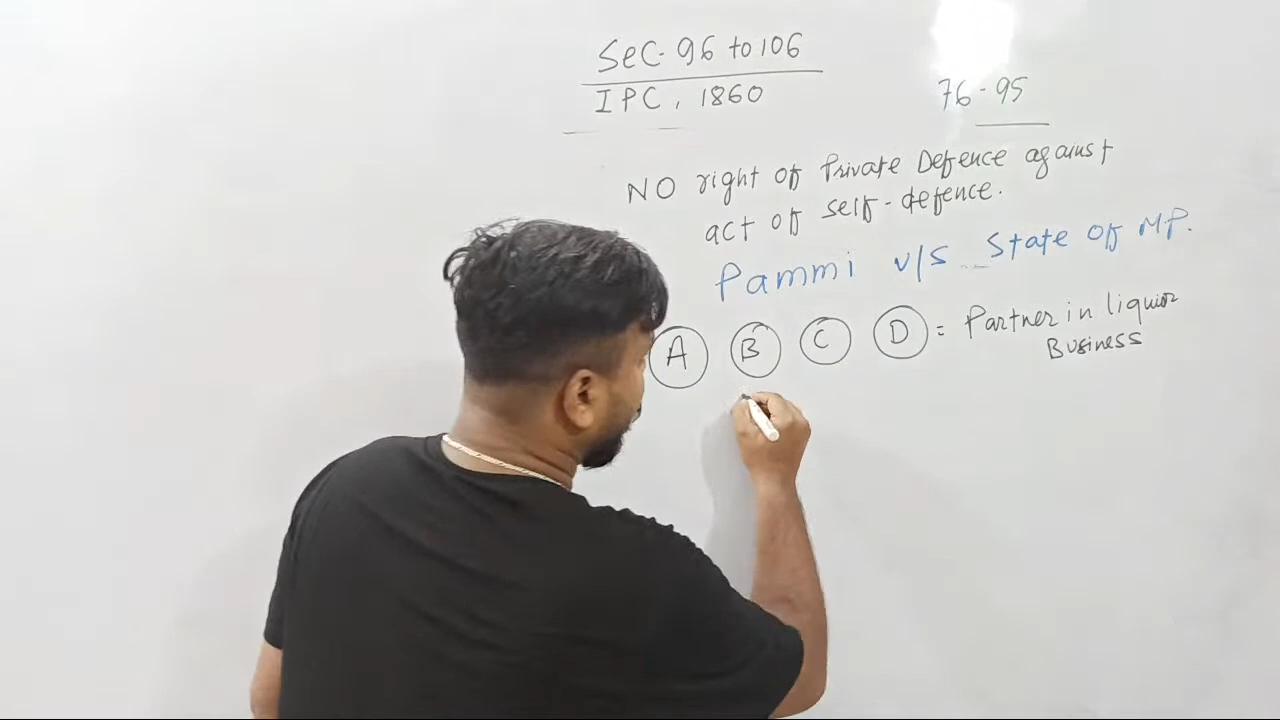 Sec- 96 to 106
IPC, 1860
76 - 95
NO right of Private Defence against
act of self-defence.
Pammi v/s State of MP.
A B C D = Partner in liquior
Business